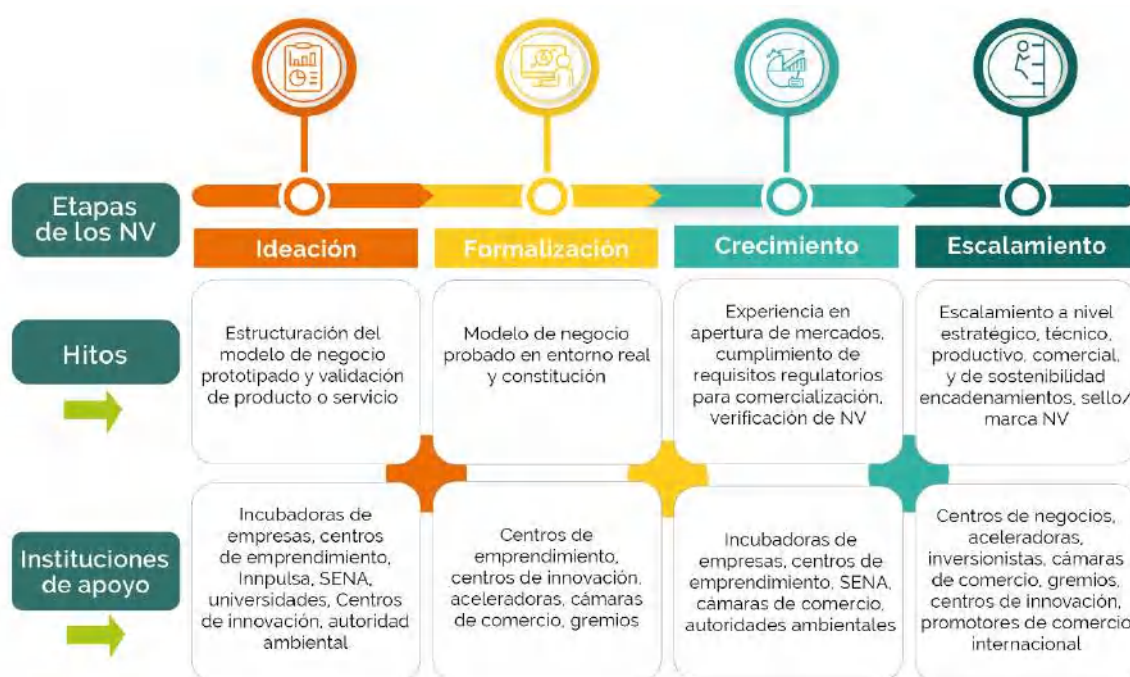 Etapas
de los NV
Ideación
Formalización
Crecimiento
Escalamiento
Hitos
Estructuración del
modelo de negocio
prototipado y validación
de producto o servicio
Modelo de negocio
probado en entorno real
y constitución
Experiencia en
apertura de mercados,
cumplimiento de
requisitos regulatorios
para comercialización,
verificación de NV
Escalamiento a nivel
estratégico, técnico,
productivo, comercial,
y de sostenibilidad
encadenamientos, sello/
marca NV
Instituciones
de apoyo
Incubadoras de
empresas, centros
de emprendimiento,
Innpulsa, SENA,
universidades, Centros
de innovación, autoridad
ambiental
Centros de
emprendimiento,
centros de innovación,
aceleradoras, cámaras
de comercio, gremios
Incubadoras de
empresas, centros de
emprendimiento, SENA,
cámaras de comercio,
autoridades ambientales
Centros de negocios,
aceleradoras,
inversionistas, cámaras
de comercio, gremios,
centros de innovación,
promotores de comercio
internacional